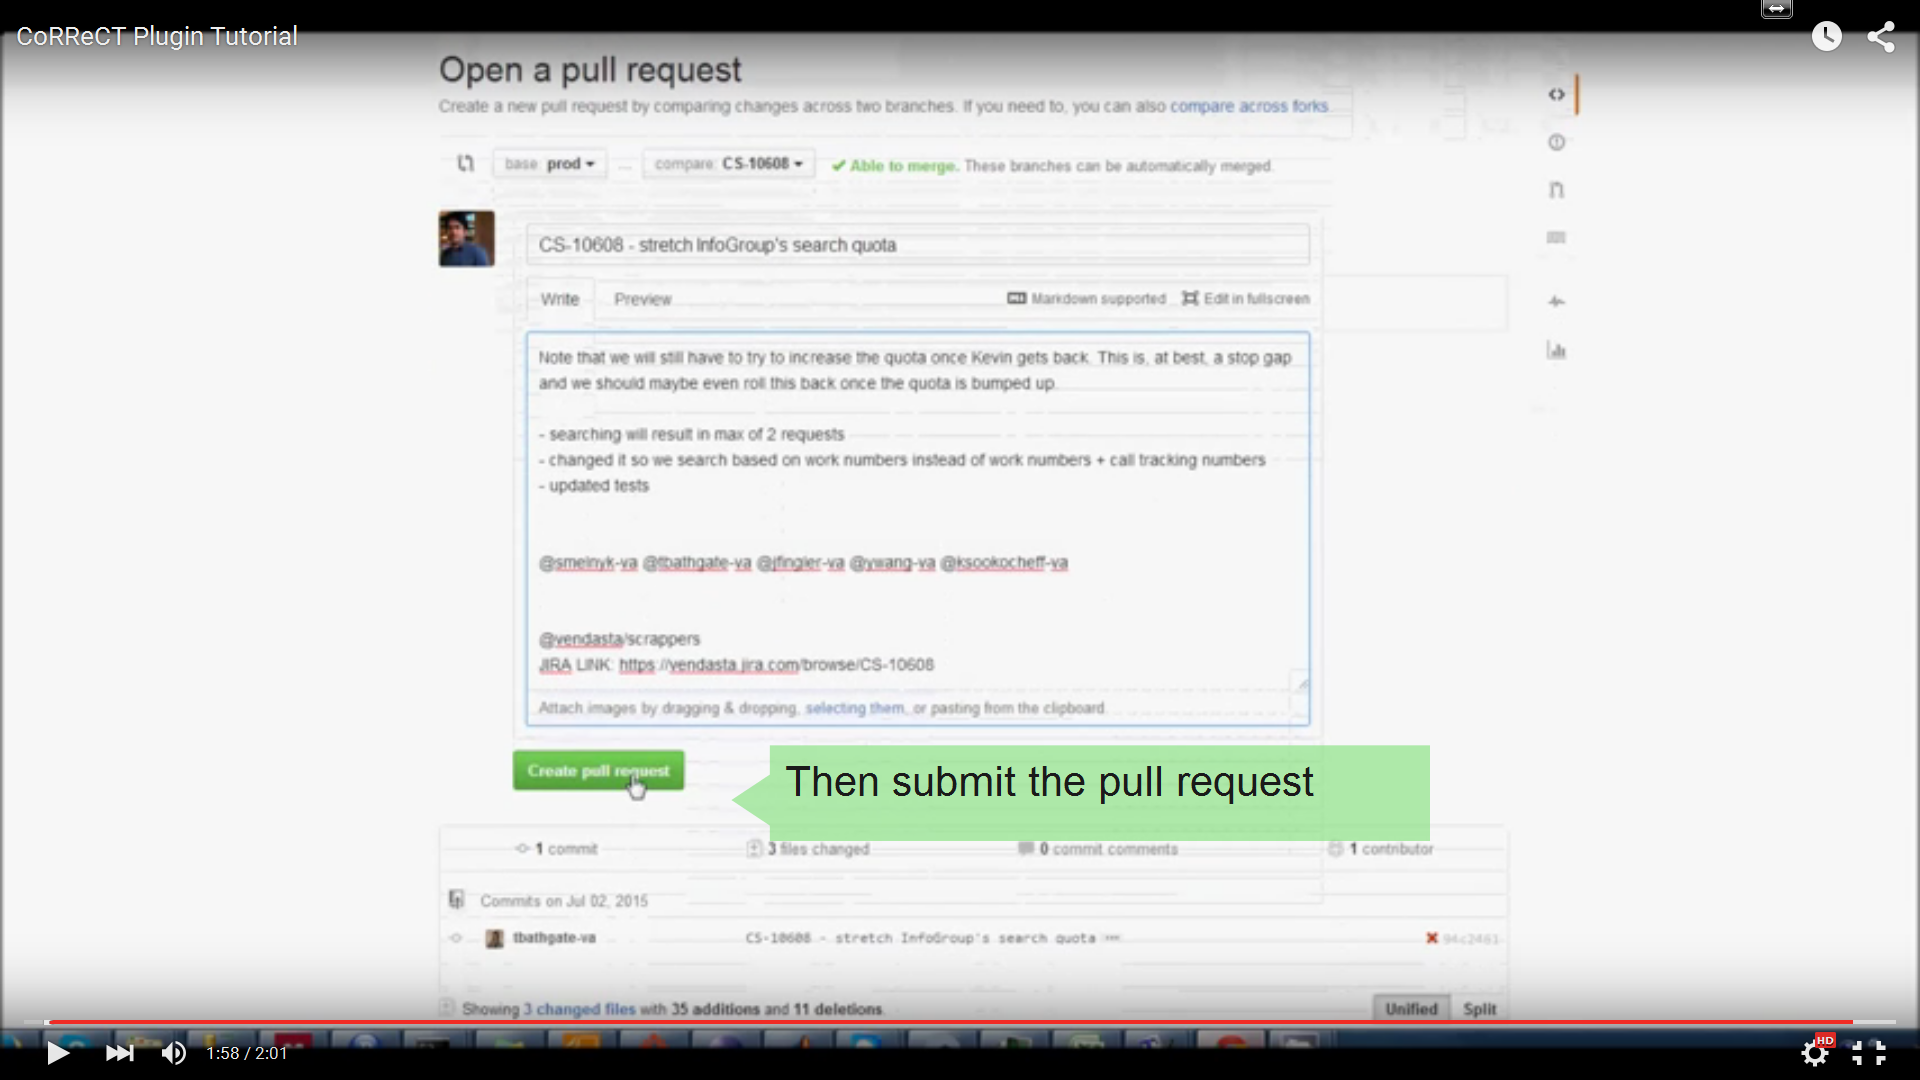 CoRReCT Plugin Tutorial
Open a pull request
Create a new pull request by comparing changes across two branches. If you need to, you can also compare across forks.
base: prod ... compare: CS-10608 Able to merge. These branches can be automatically merged.
CS-10608 - stretch InfoGroup's search quota
Write Preview Markdown supported Edit in fullscreen
Note that we will still have to try to increase the quota once Kevin gets back. This is, at best, a stop gap
and we should maybe even roll this back once the quota is bumped up.
- searching will result in max of 2 requests
- changed it so we search based on work numbers instead of work numbers + call tracking numbers
- updated tests
@smelnyk-va @tbathgate-va @jfingler-va @ywang-va @ksookocheff-va
@vendasta/scrappers
JIRA LINK: https://vendasta.jira.com/browse/CS-10608
Attach images by dragging & dropping, selecting them, or pasting from the clipboard.
Create pull request
Then submit the pull request
1 commit 3 files changed 0 commit comments 1 contributor
Commits on Jul 02, 2015
tbathgate-va CS-10608 - stretch InfoGroup's search quota ... 94c2461
Showing 3 changed files with 35 additions and 11 deletions. Unified Split
1:58 / 2:01 HD